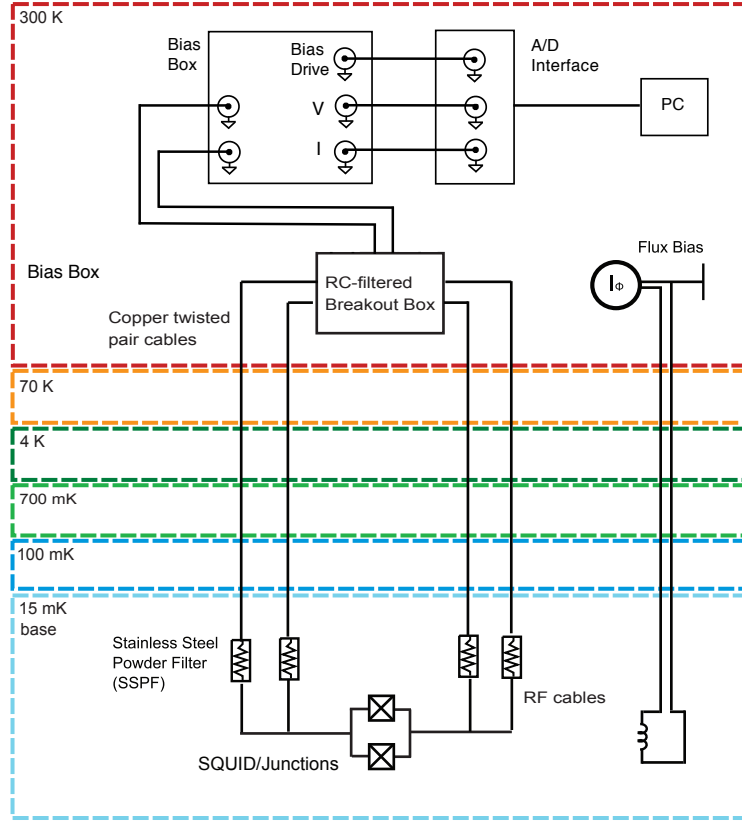 300 K
Bias
Box
Bias
Drive
V
I
A/D
Interface
PC
Bias Box
RC-filtered
Breakout Box
Flux Bias
IΦ
Copper twisted
pair cables
70 K
4 K
700 mK
100 mK
15 mK
base
Stainless Steel
Powder Filter
(SSPF)
RF cables
SQUID/Junctions